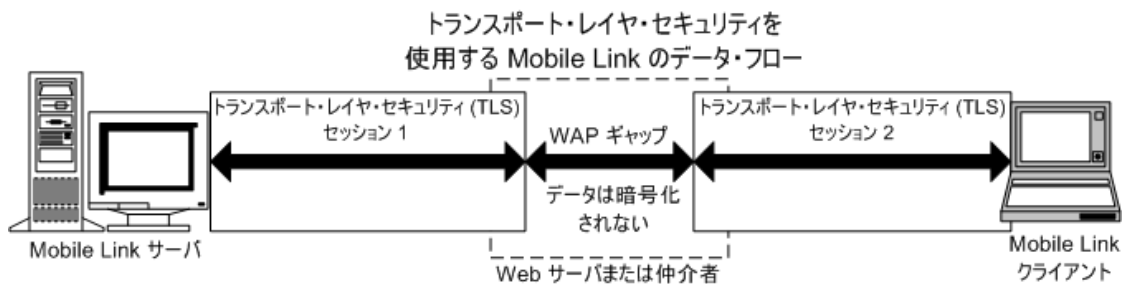 トランスポート・レイヤ・セキュリティを
使用する Mobile Link のデータ・フロー
トランスポート・レイヤ・セキュリティ (TLS)
セッション 1
WAP ギャップ
データは暗号化
されない
トランスポート・レイヤ・セキュリティ (TLS)
セッション 2
Mobile Link サーバ
Web サーバまたは仲介者
Mobile Link
クライアント